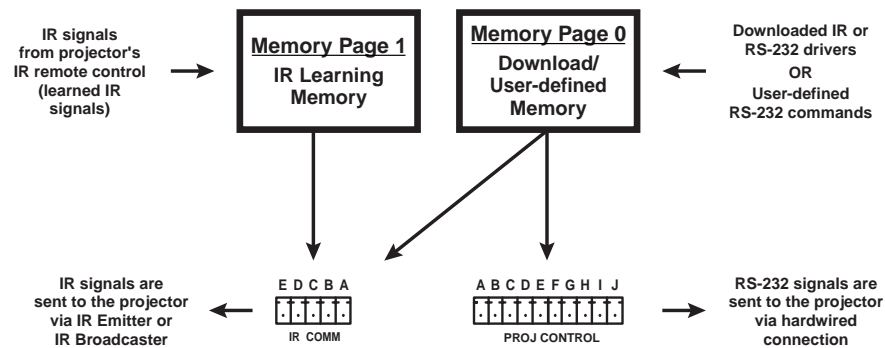 IR signals
from projector's
IR remote control
(learned IR
signals)
Memory Page 1
IR Learning
Memory
Memory Page 0
Download/
User-defined
Memory
Downloaded IR or
RS-232 drivers
OR
User-defined
RS-232 commands
IR signals are
sent to the projector
via IR Emitter or
IR Broadcaster
E D C B A
IR COMM
A B C D E F G H I J
PROJ CONTROL
RS-232 signals are
sent to the projector
via hardwired
connection